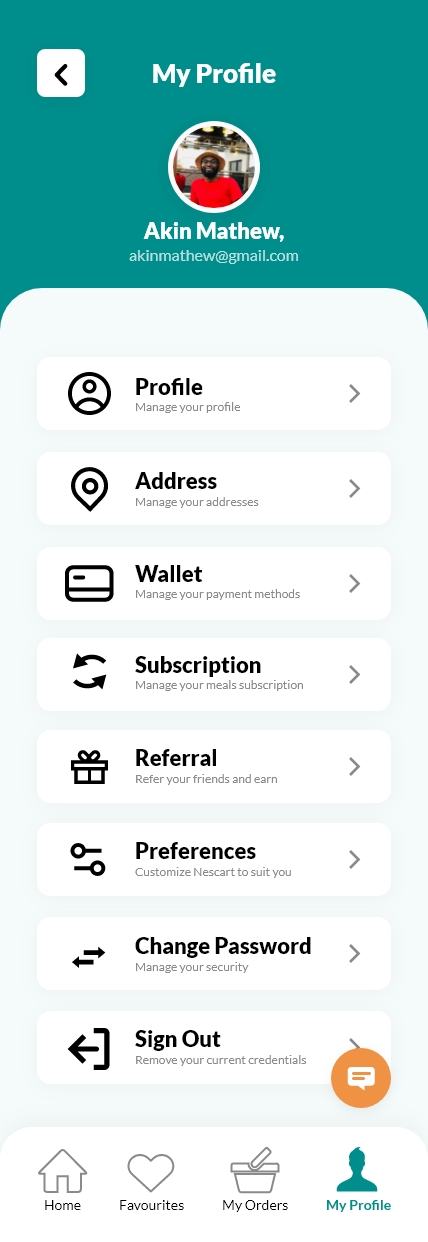 My Profile
Akin Mathew,
akinmathew@gmail.com
Profile
Manage your profile
Address
Manage your addresses
Wallet
Manage your payment methods
Subscription
Manage your meals subscription
Referral
Refer your friends and earn
Preferences
Customize Nescart to suit you
Change Password
Manage your security
Sign Out
Remove your current credentials
Home Favourites My Orders My Profile